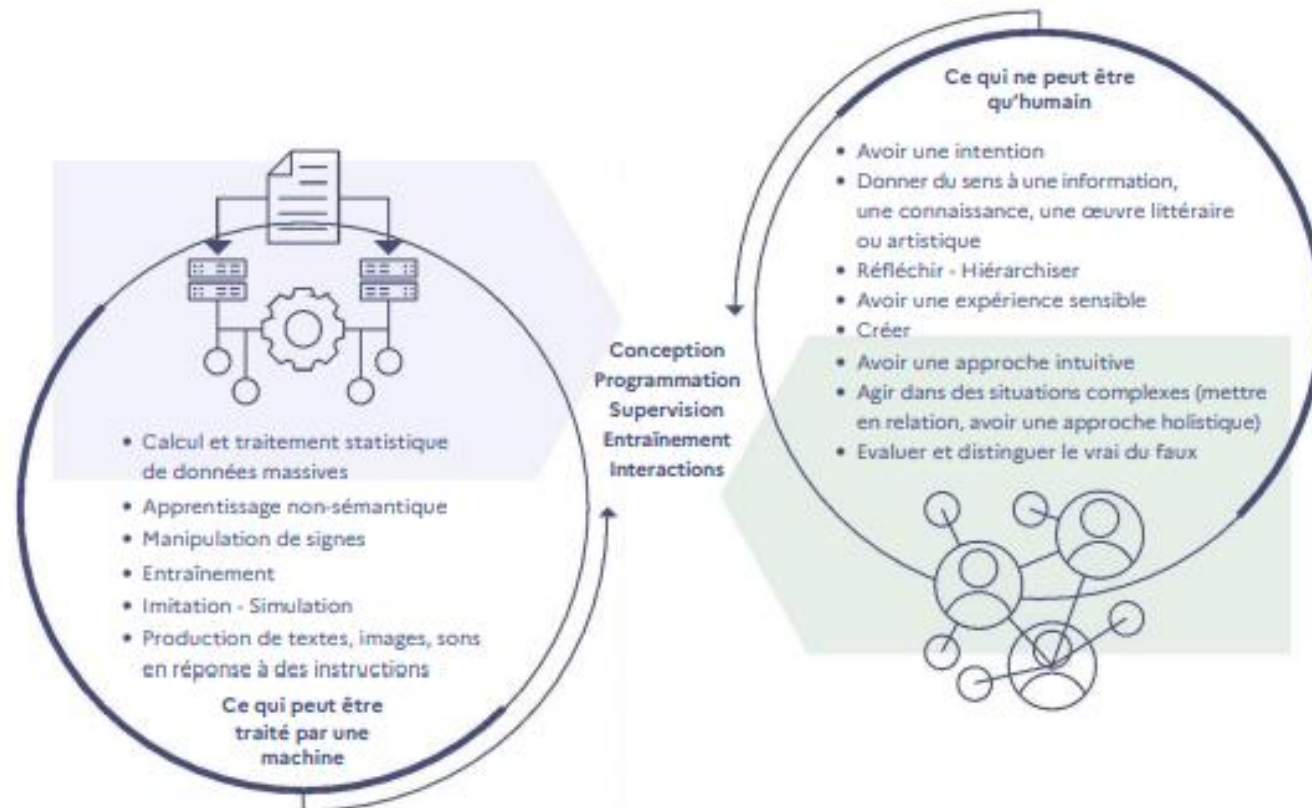 Ce qui ne peut être
qu'humain
• Avoir une intention
• Donner du sens à une information,
une connaissance, une œuvre littéraire
ou artistique
• Réfléchir - Hiérarchiser
• Avoir une expérience sensible
• Créer
• Avoir une approche intuitive
• Agir dans des situations complexes (mettre
en relation, avoir une approche holistique)
• Evaluer et distinguer le vrai du faux
Conception
Programmation
Supervision
Entraînement
Interactions
• Calcul et traitement statistique
de données massives
• Apprentissage non-sémantique
• Manipulation de signes
• Entraînement
• Imitation - Simulation
• Production de textes, images, sons
en réponse à des instructions
Ce qui peut être
traité par une
machine